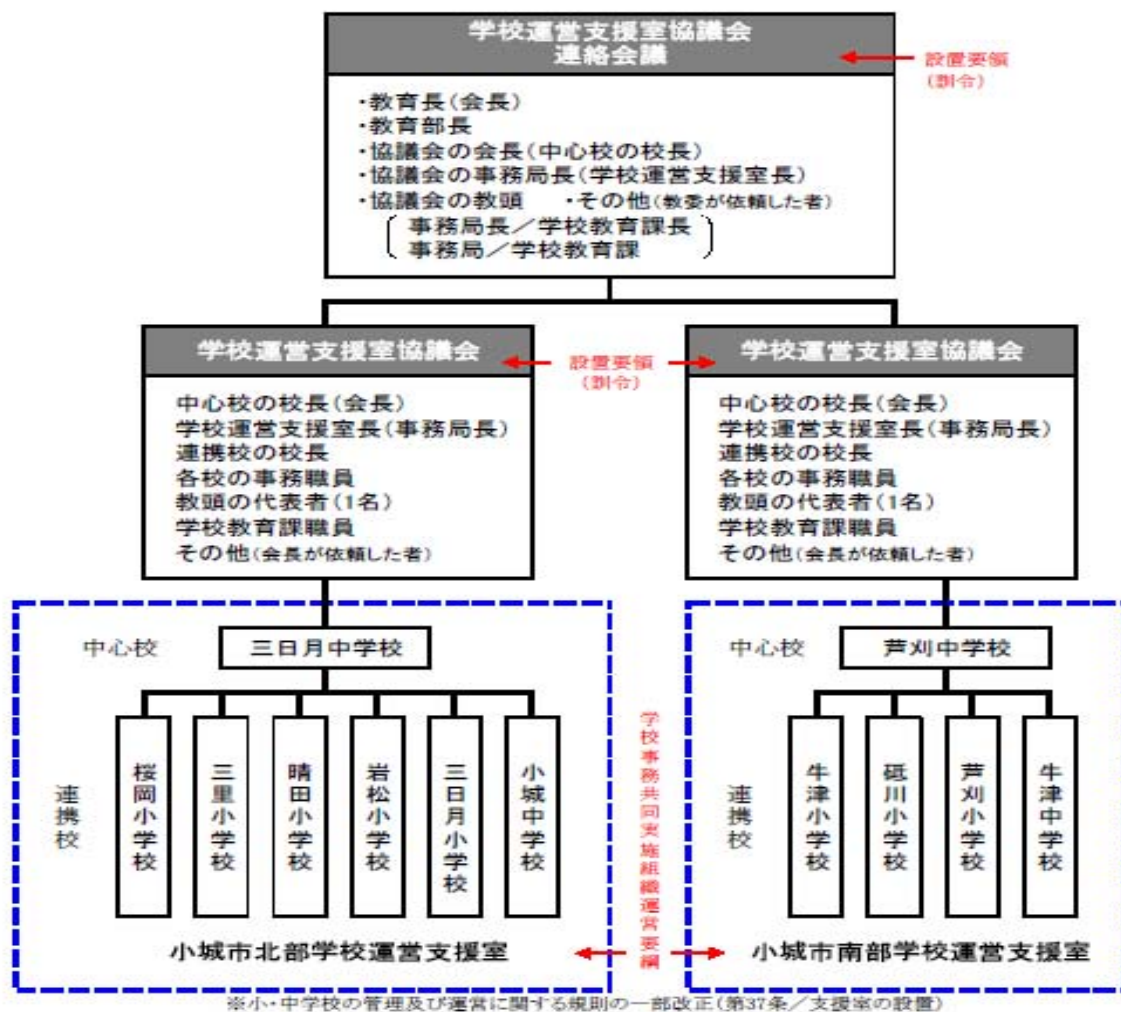 学校運営支援室協議会
連絡会議
設置要領
(訓令)
・教育長(会長)
・教育部長
・協議会の会長(中心校の校長)
・協議会の事務局長(学校運営支援室長)
・協議会の教頭　・その他(教委が依頼した者)
事務局長／学校教育課長
事務局／学校教育課
学校運営支援室協議会
中心校の校長(会長)
学校運営支援室長(事務局長)
連携校の校長
各校の事務職員
教頭の代表者(1名)
学校教育課職員
その他(会長が依頼した者)
設置要領
(訓令)
学校運営支援室協議会
中心校の校長(会長)
学校運営支援室長(事務局長)
連携校の校長
各校の事務職員
教頭の代表者(1名)
学校教育課職員
その他(会長が依頼した者)
中心校
三日月中学校
連携校
桜岡小学校
三里小学校
晴田小学校
岩松小学校
三日月小学校
小城中学校
小城市北部学校運営支援室
学校事務共同実施組織運営要綱
中心校
芦刈中学校
連携校
牛津小学校
砥川小学校
芦刈小学校
牛津中学校
小城市南部学校運営支援室
※小・中学校の管理及び運営に関する規則の一部改正(第37条／支援室の設置)